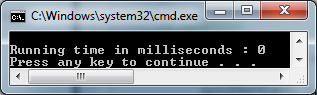 C:\Windows\system32\cmd.exe
Running time in milliseconds : 0
Press any key to continue . . .